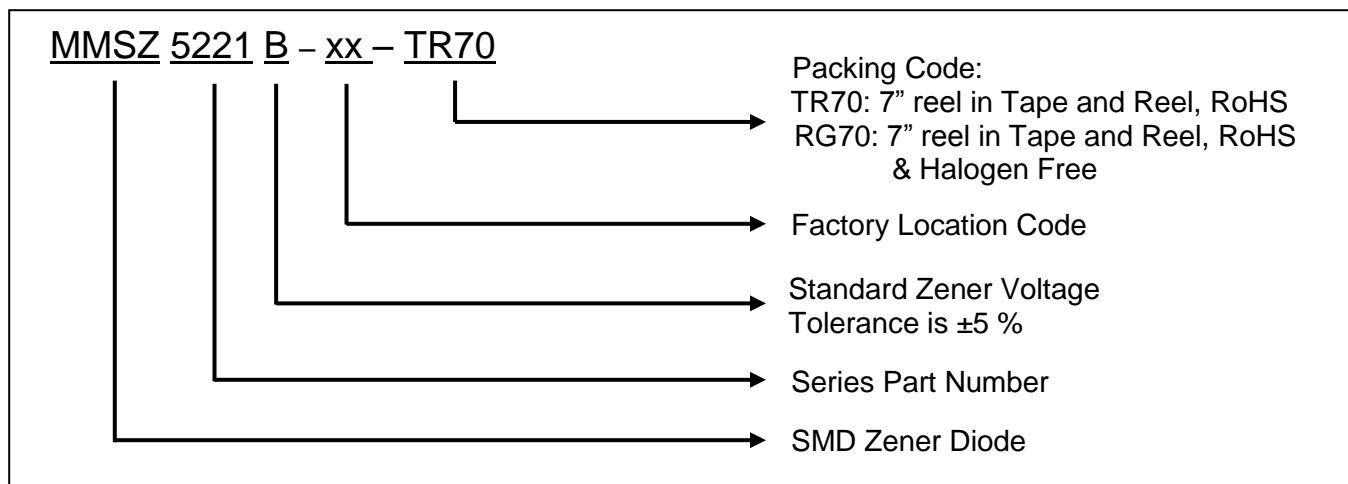 MMSZ 5221 B – xx – TR70
Packing Code:
TR70: 7” reel in Tape and Reel, RoHS
RG70: 7” reel in Tape and Reel, RoHS
& Halogen Free
Factory Location Code
Standard Zener Voltage
Tolerance is ±5 %
Series Part Number
SMD Zener Diode